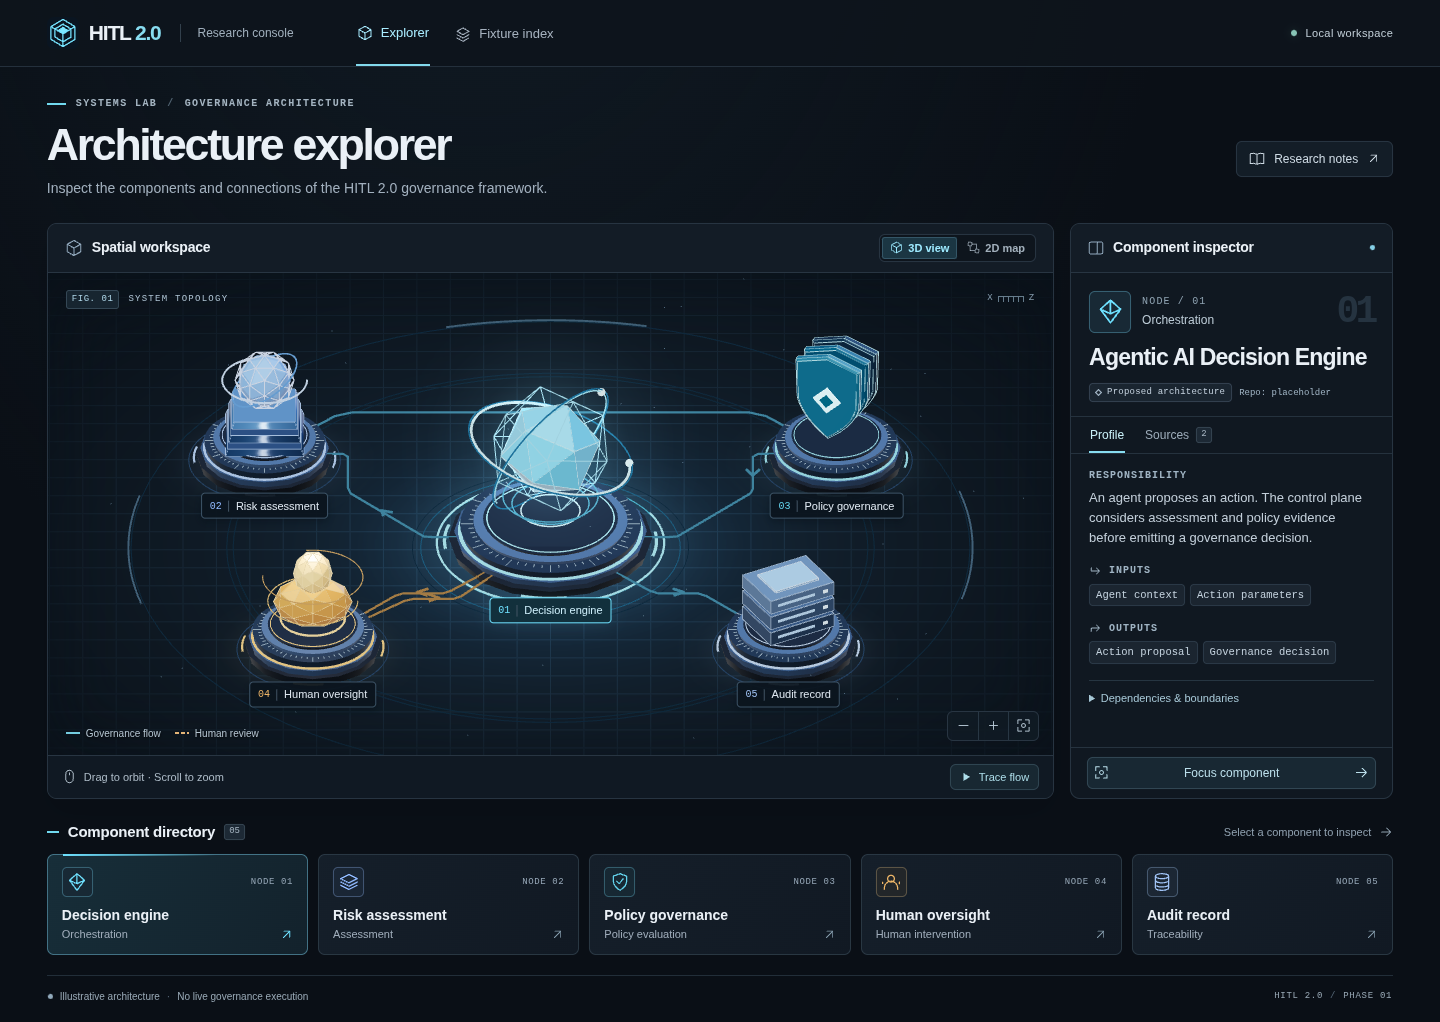 HITL 2.0
Research console
Explorer
Fixture index
Local workspace
SYSTEMS LAB / GOVERNANCE ARCHITECTURE
Architecture explorer
Inspect the components and connections of the HITL 2.0 governance framework.
Research notes
Spatial workspace
3D view
2D map
FIG. 01
SYSTEM TOPOLOGY
X
Z
02 | Risk assessment
03 | Policy governance
01 | Decision engine
04 | Human oversight
05 | Audit record
Governance flow
Human review
Drag to orbit · Scroll to zoom
Trace flow
Component inspector
NODE / 01
Orchestration
01
Agentic AI Decision Engine
Proposed architecture
Repo: placeholder
Profile
Sources 2
RESPONSIBILITY
An agent proposes an action. The control plane
considers assessment and policy evidence
before emitting a governance decision.
INPUTS
Agent context
Action parameters
OUTPUTS
Action proposal
Governance decision
Dependencies & boundaries
Focus component
Component directory 05
Select a component to inspect
NODE 01
Decision engine
Orchestration
NODE 02
Risk assessment
Assessment
NODE 03
Policy governance
Policy evaluation
NODE 04
Human oversight
Human intervention
NODE 05
Audit record
Traceability
Illustrative architecture · No live governance execution
HITL 2.0 / PHASE 01